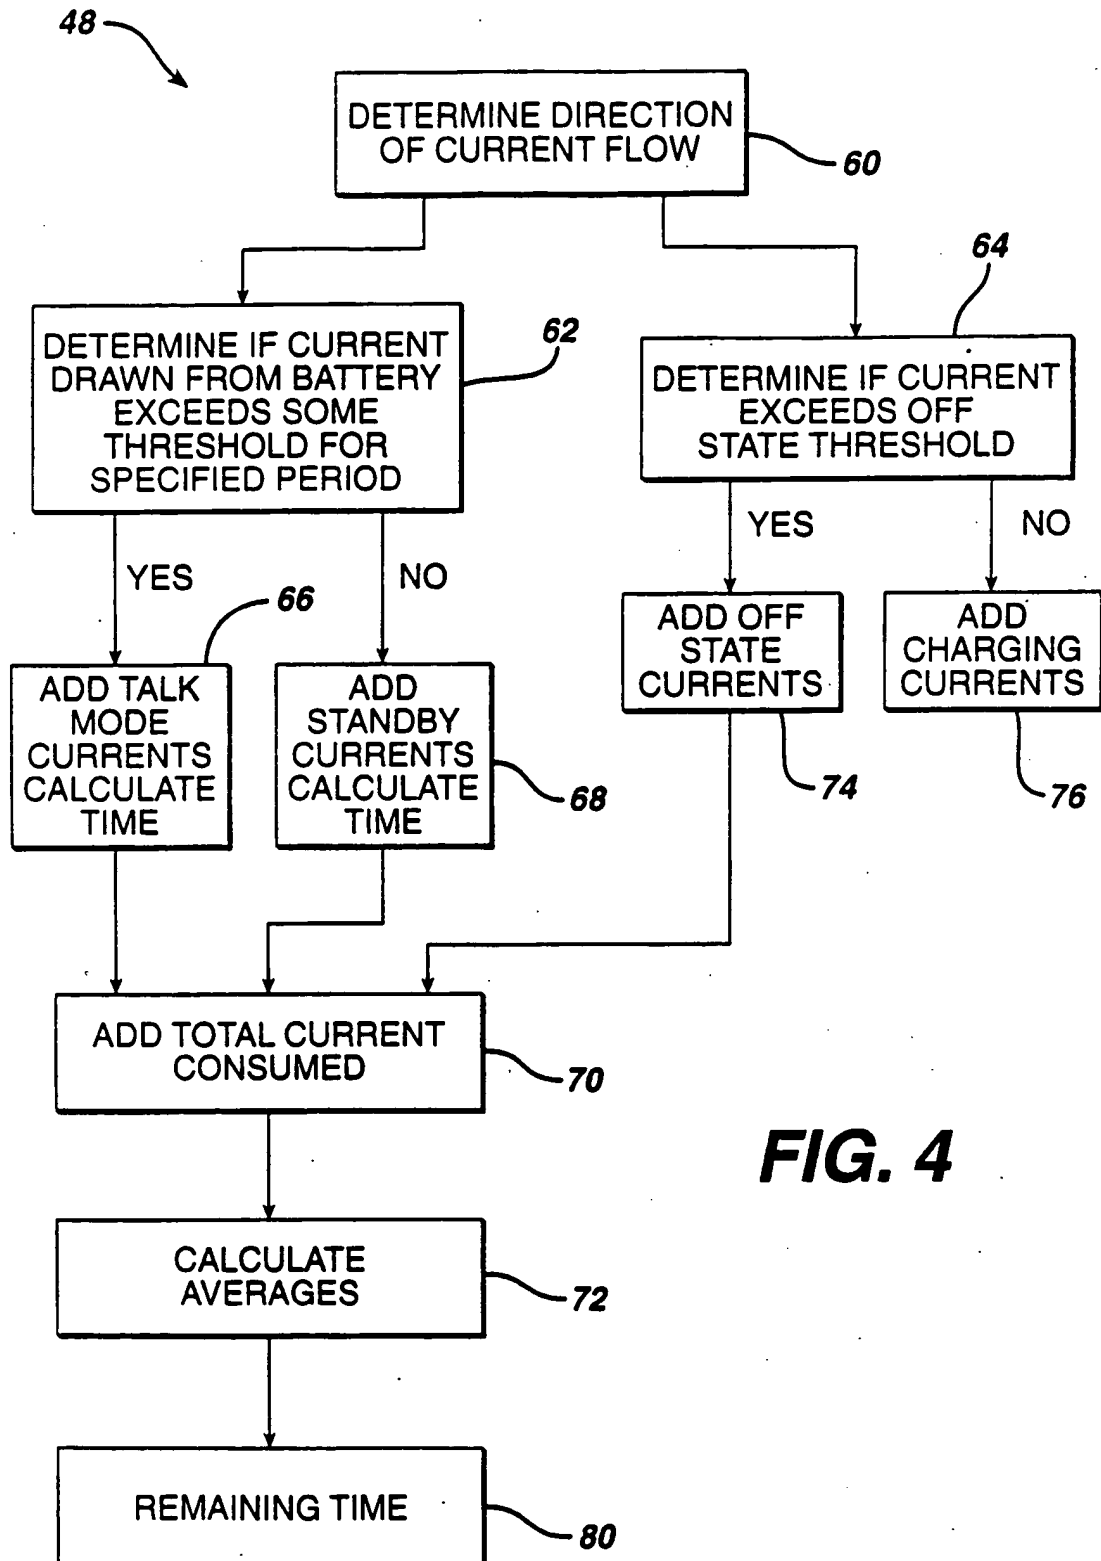 48
DETERMINE DIRECTION
OF CURRENT FLOW
60
64
62
DETERMINE IF CURRENT
DRAWN FROM BATTERY
EXCEEDS SOME
THRESHOLD FOR
SPECIFIED PERIOD
DETERMINE IF CURRENT
EXCEEDS OFF
STATE THRESHOLD
YES
NO
YES
NO
66
ADD TALK
MODE
CURRENTS
CALCULATE
TIME
ADD
STANDBY
CURRENTS
CALCULATE
TIME
68
ADD OFF
STATE
CURRENTS
74
ADD
CHARGING
CURRENTS
76
ADD TOTAL CURRENT
CONSUMED
70
FIG. 4
CALCULATE
AVERAGES
72
REMAINING TIME
80